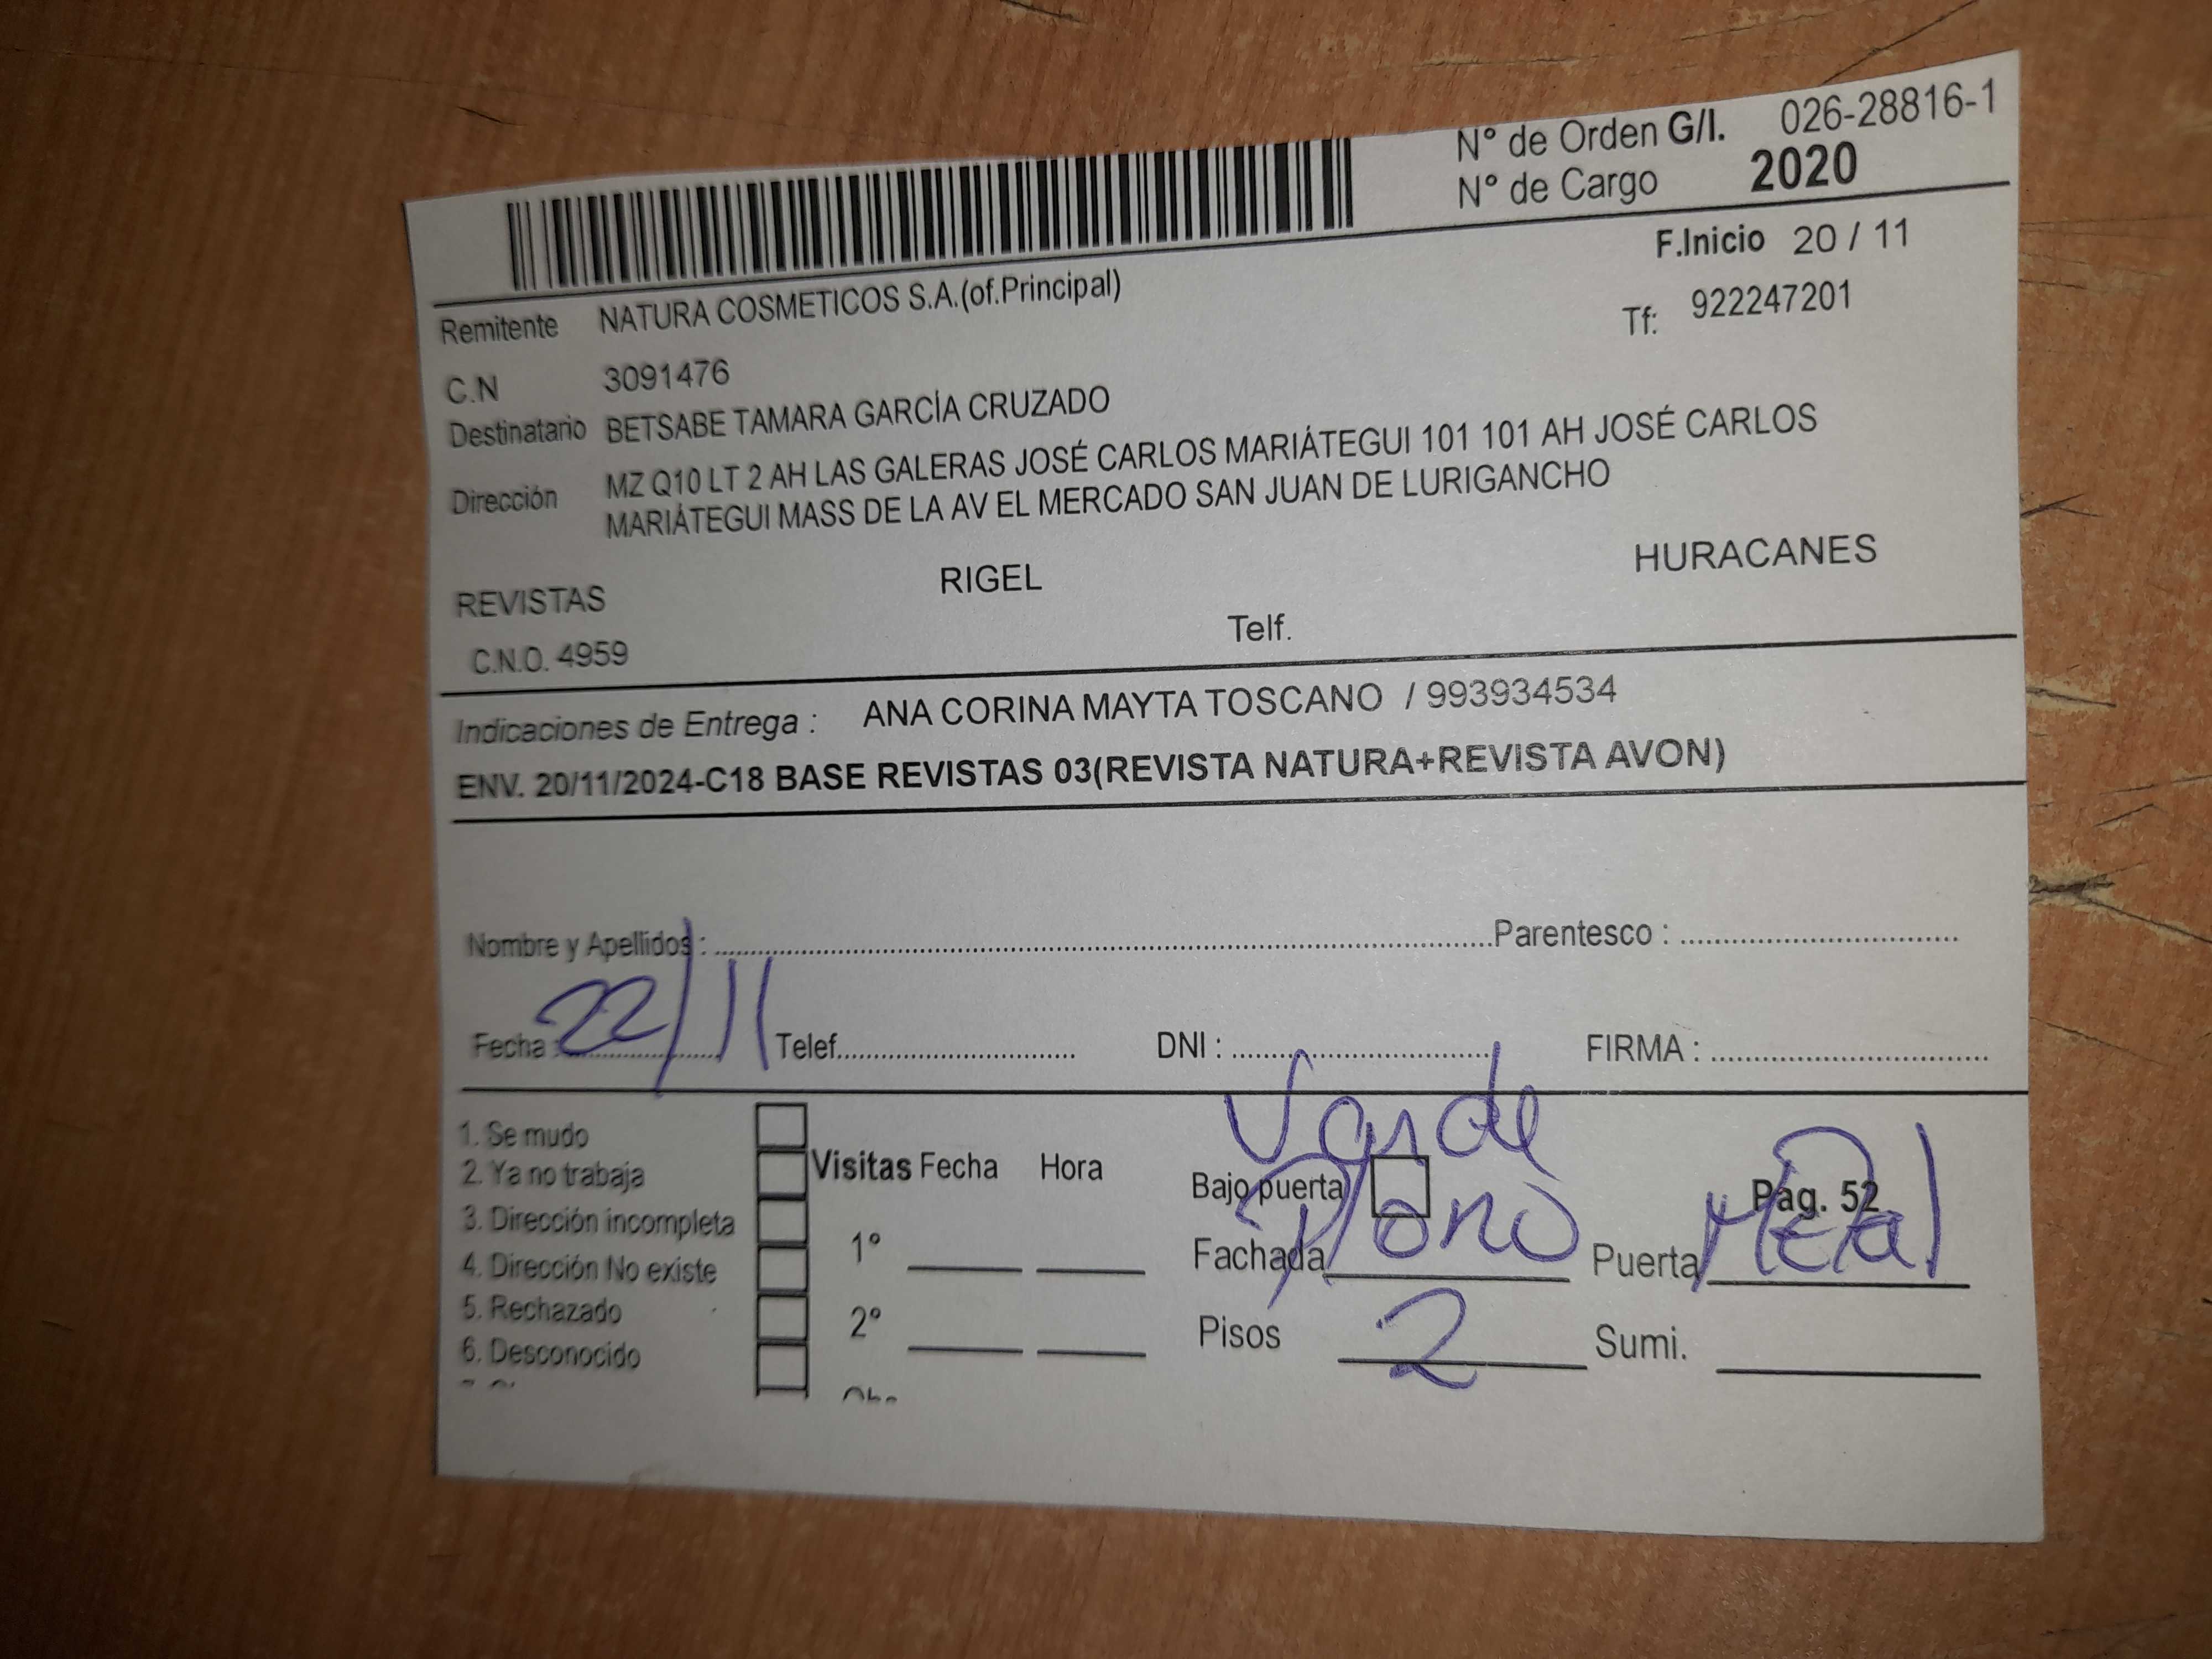 N° de Orden G/I. 026-28816-1
N° de Cargo 2020
F.Inicio 20 / 11
Remitente NATURA COSMETICOS S.A.(of.Principal)
Tf: 922247201
C.N 3091476
Destinatario BETSABE TAMARA GARCÍA CRUZADO
Dirección MZ Q10 LT 2 AH LAS GALERAS JOSÉ CARLOS MARIÁTEGUI 101 101 AH JOSÉ CARLOS
MARIÁTEGUI MASS DE LA AV EL MERCADO SAN JUAN DE LURIGANCHO
REVISTAS RIGEL HURACANES
C.N.O. 4959 Telf.
Indicaciones de Entrega : ANA CORINA MAYTA TOSCANO / 993934534
ENV. 20/11/2024-C18 BASE REVISTAS 03(REVISTA NATURA+REVISTA AVON)
Nombre y Apellidos : Parentesco :
Fecha : 22/11 Telef. DNI : FIRMA :
1. Se mudo
2. Ya no trabaja
3. Dirección incompleta
4. Dirección No existe
5. Rechazado
6. Desconocido
Visitas Fecha Hora
1°
2°
Bajo puerta Pag. 52
Fachada Puerta Metal
Pisos 2 Sumi.